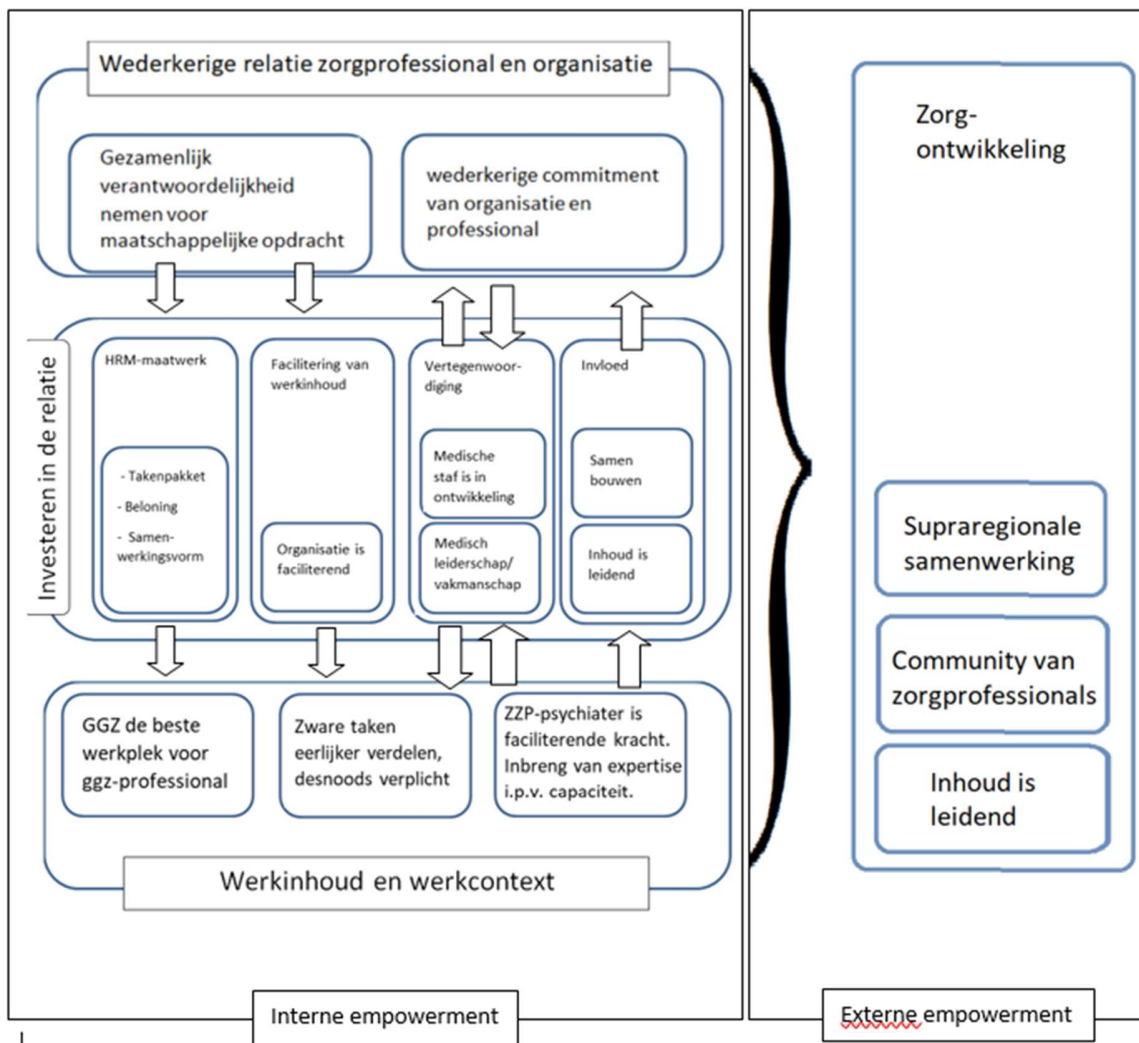 Wederkerige relatie zorgprofessional en organisatie
Gezamenlijk
verantwoordelijkheid
nemen voor
maatschappelijke opdracht
wederkerige commitment
van organisatie en
professional
Investeren in de relatie
HRM-maatwerk
- Takenpakket
- Beloning
- Samen-
werkingsvorm
Facilitering van
werkinhoud
Organisatie is
faciliterend
Vertegenwoor-
diging
Medische
staf is in
ontwikkeling
Medisch
leiderschap/
vakmanschap
Invloed
Samen
bouwen
Inhoud is
leidend
GGZ de beste
werkplek voor
ggz-professional
Zware taken
eerlijker verdelen,
desnoods verplicht
ZZP-psychiater is
faciliterende kracht.
Inbreng van expertise
i.p.v. capaciteit.
Werkinhoud en werkcontext
Interne empowerment
Zorg-
ontwikkeling
Supraregionale
samenwerking
Community van
zorgprofessionals
Inhoud is
leidend
Externe empowerment